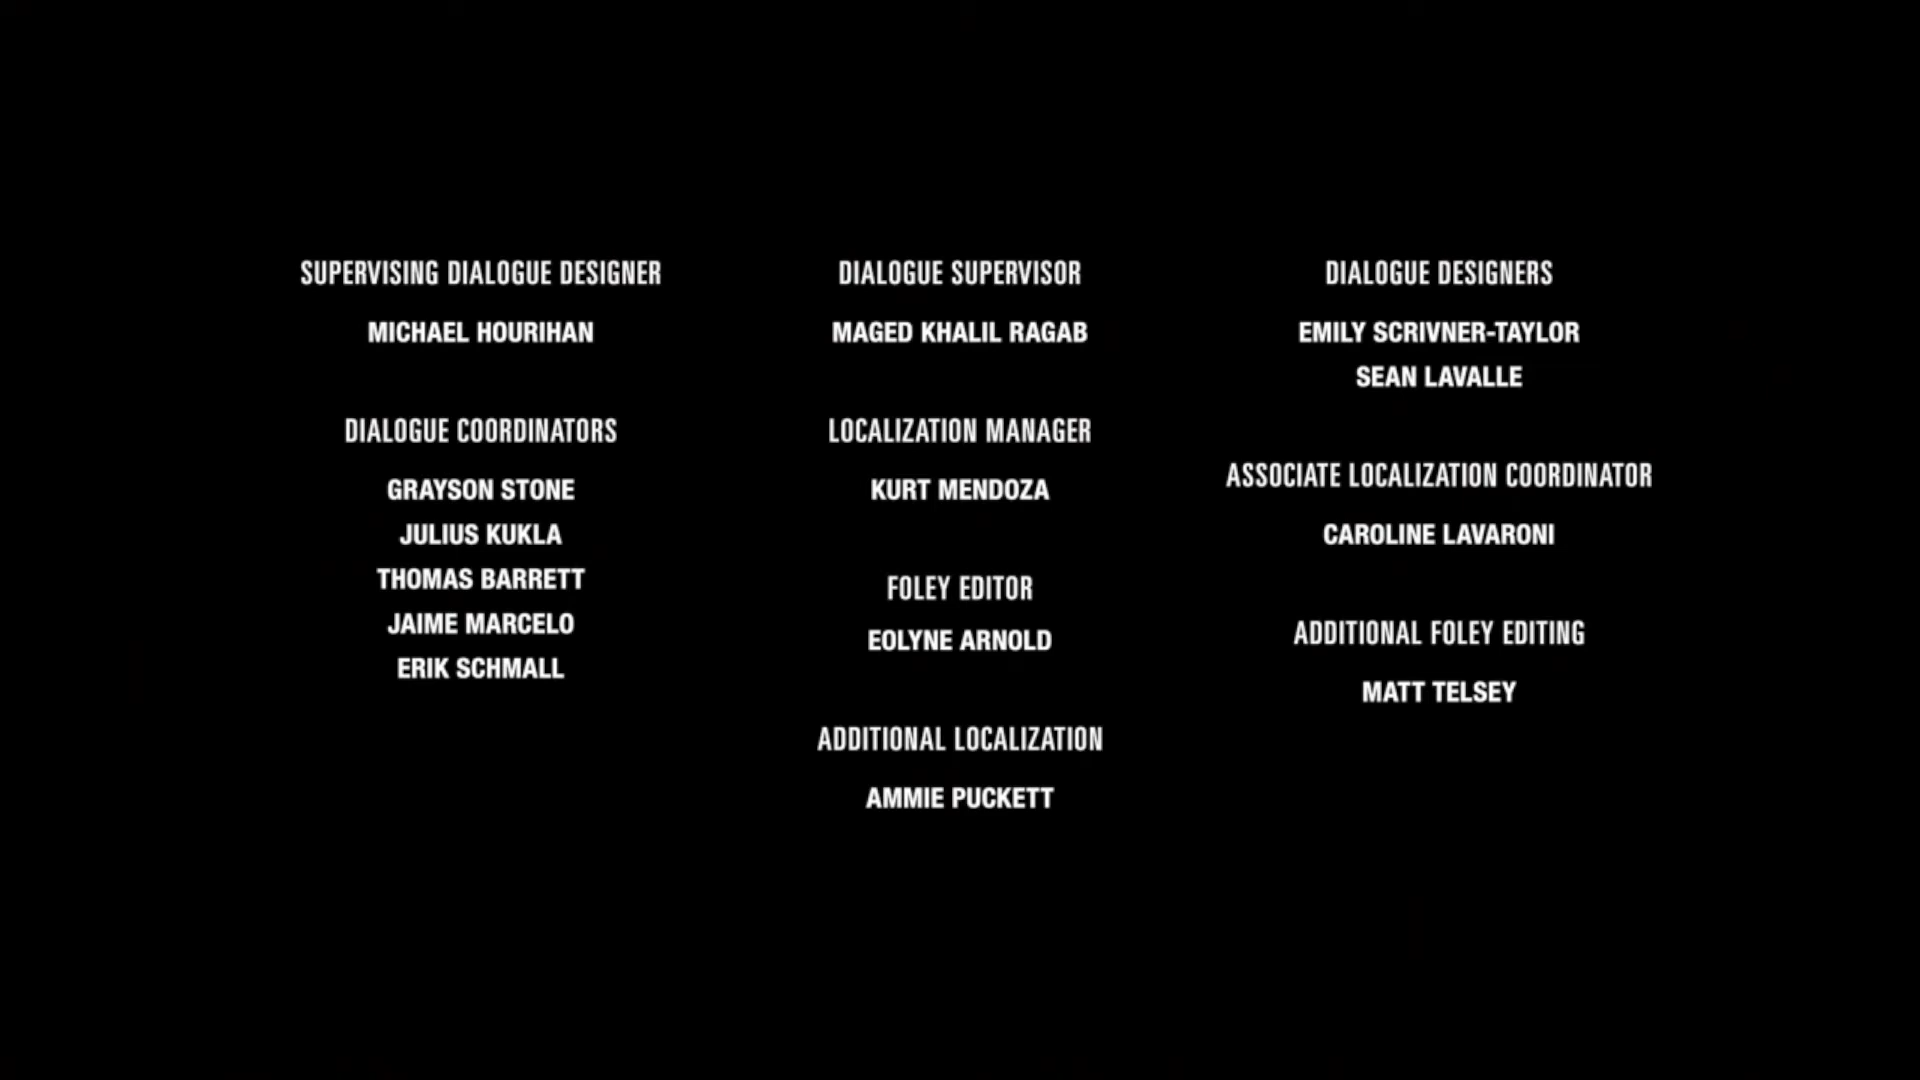 SUPERVISING DIALOGUE DESIGNER
MICHAEL HOURIHAN
DIALOGUE COORDINATORS
GRAYSON STONE
JULIUS KUKLA
THOMAS BARRETT
JAIME MARCELO
ERIK SCHMALL
DIALOGUE SUPERVISOR
MAGED KHALIL RAGAB
LOCALIZATION MANAGER
KURT MENDOZA
FOLEY EDITOR
EOLYNE ARNOLD
ADDITIONAL LOCALIZATION
AMMIE PUCKETT
DIALOGUE DESIGNERS
EMILY SCRIVNER-TAYLOR
SEAN LAVALLE
ASSOCIATE LOCALIZATION COORDINATOR
CAROLINE LAVARONI
ADDITIONAL FOLEY EDITING
MATT TELSEY